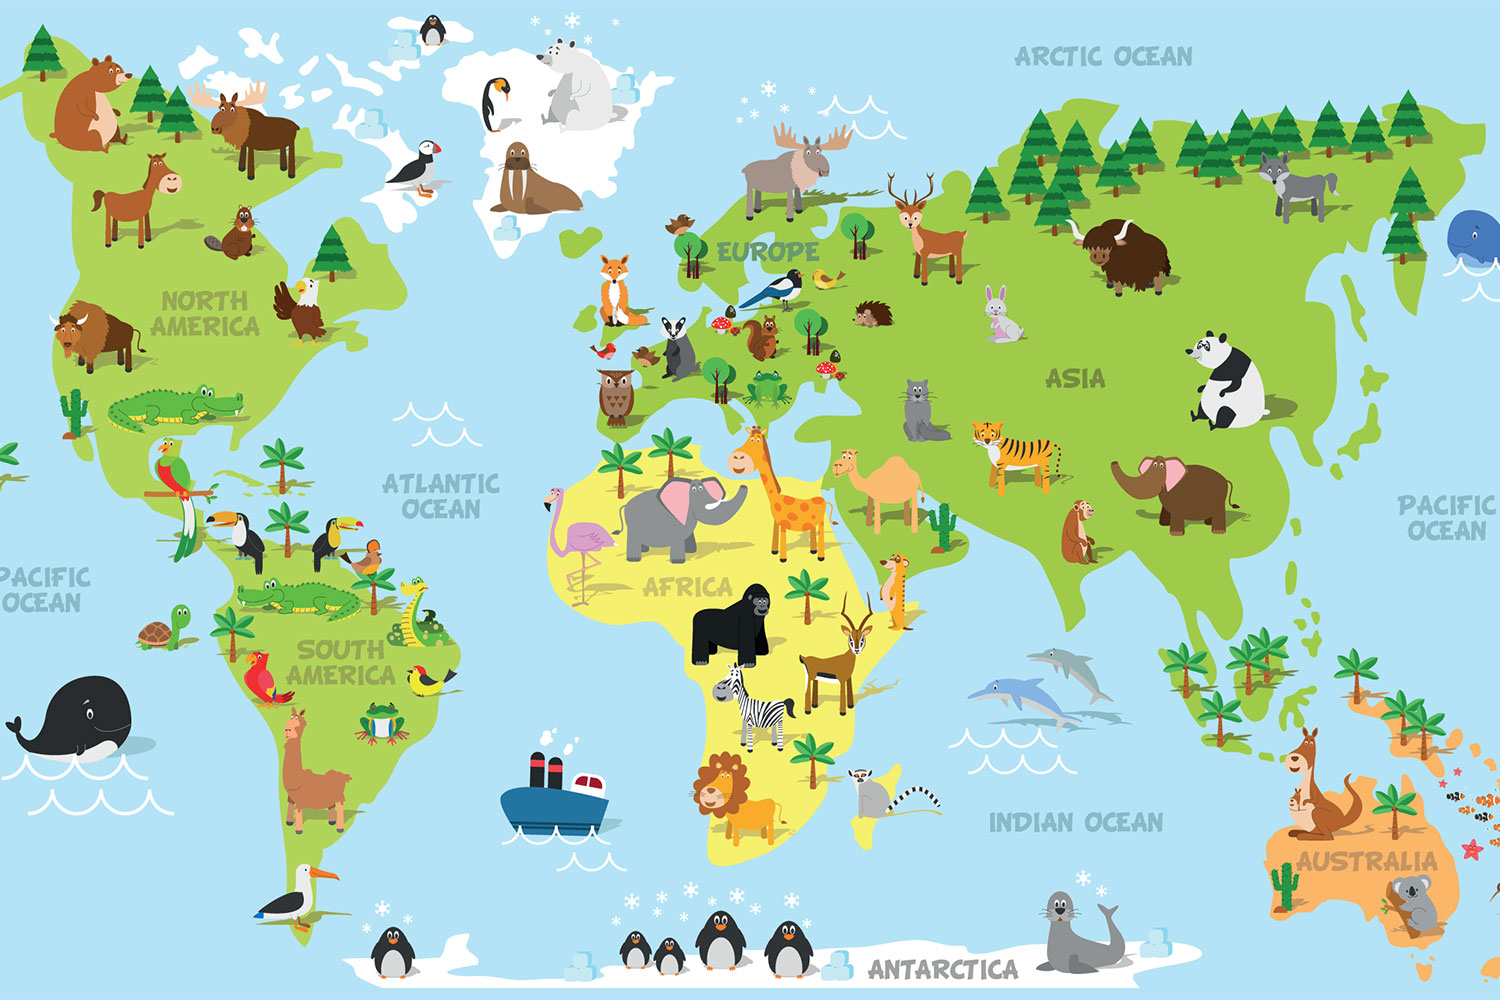 ARCTIC OCEAN
EUROPE
NORTH
AMERICA
ASIA
ATLANTIC
OCEAN
PACIFIC
OCEAN
PACIFIC
OCEAN
AFRICA
SOUTH
AMERICA
INDIAN OCEAN
AUSTRALIA
ANTARCTICA